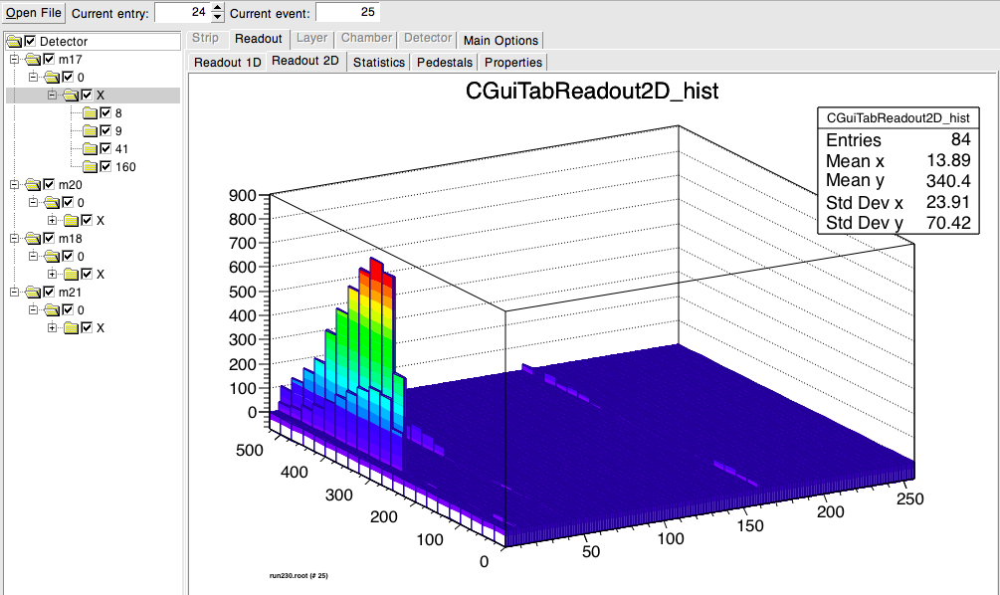 Open File Current entry: 24 Current event: 25
Detector
m17
0
X
8
9
41
160
m20
0
X
m18
0
X
m21
0
X
Strip Readout Layer Chamber Detector Main Options
Readout 1D Readout 2D Statistics Pedestals Properties
CGuiTabReadout2D_hist
CGuiTabReadout2D_hist
Entries 84
Mean x 13.89
Mean y 340.4
Std Dev x 23.91
Std Dev y 70.42
900
800
700
600
500
400
300
200
100
0
500
400
300
200
100
0
50
100
150
200
250
run230.root (# 25)